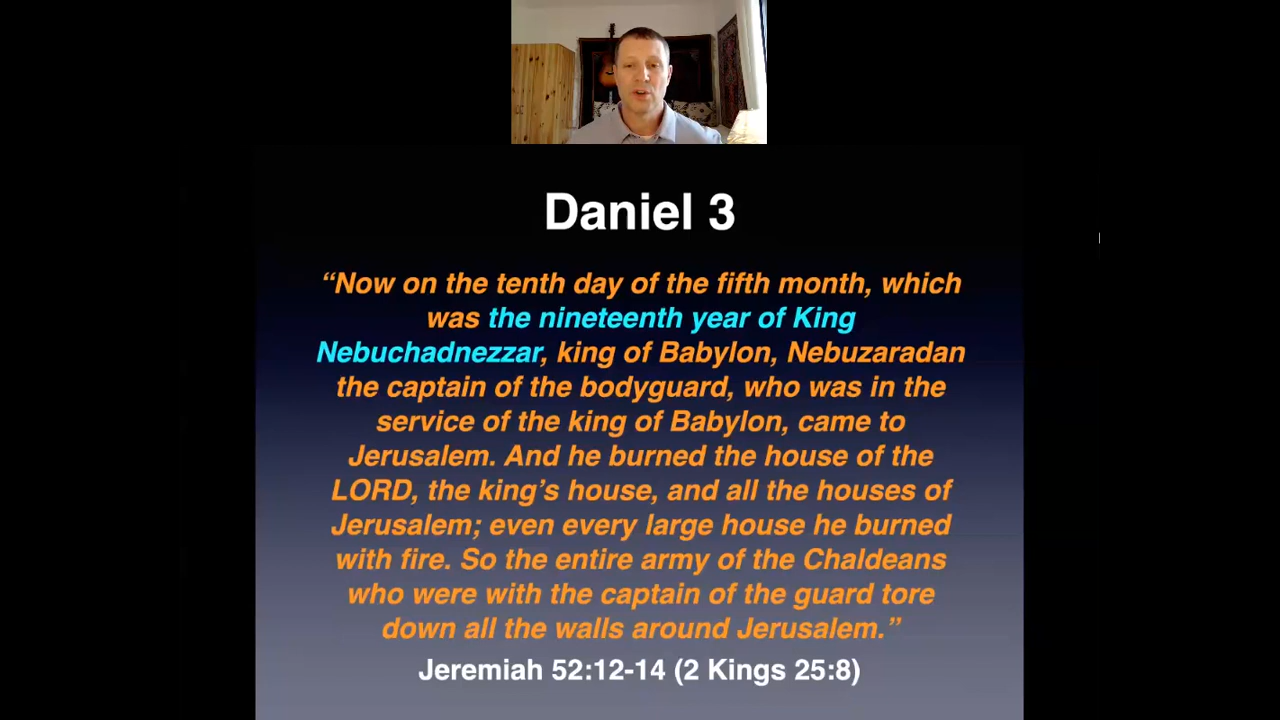 Daniel 3
“Now on the tenth day of the fifth month, which
was the nineteenth year of King
Nebuchadnezzar, king of Babylon, Nebuzaradan
the captain of the bodyguard, who was in the
service of the king of Babylon, came to
Jerusalem. And he burned the house of the
LORD, the king’s house, and all the houses of
Jerusalem; even every large house he burned
with fire. So the entire army of the Chaldeans
who were with the captain of the guard tore
down all the walls around Jerusalem.”
Jeremiah 52:12-14 (2 Kings 25:8)